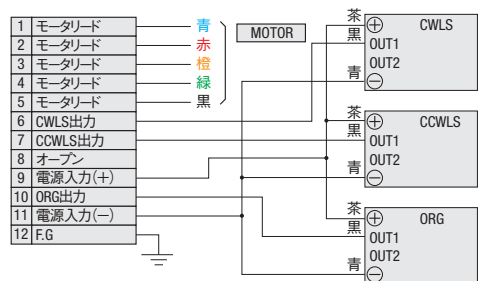 1 モータリード 青
2 モータリード 赤
3 モータリード 橙
4 モータリード 緑
5 モータリード 黒
6 CWLS出力
7 CCWLS出力
8 オープン
9 電源入力(+)
10 ORG出力
11 電源入力(−)
12 F.G
MOTOR
茶 ⊕ CWLS
黒 OUT1
OUT2
青 ⊖
茶 ⊕ CCWLS
黒 OUT1
OUT2
青 ⊖
茶 ⊕ ORG
黒 OUT1
OUT2
青 ⊖